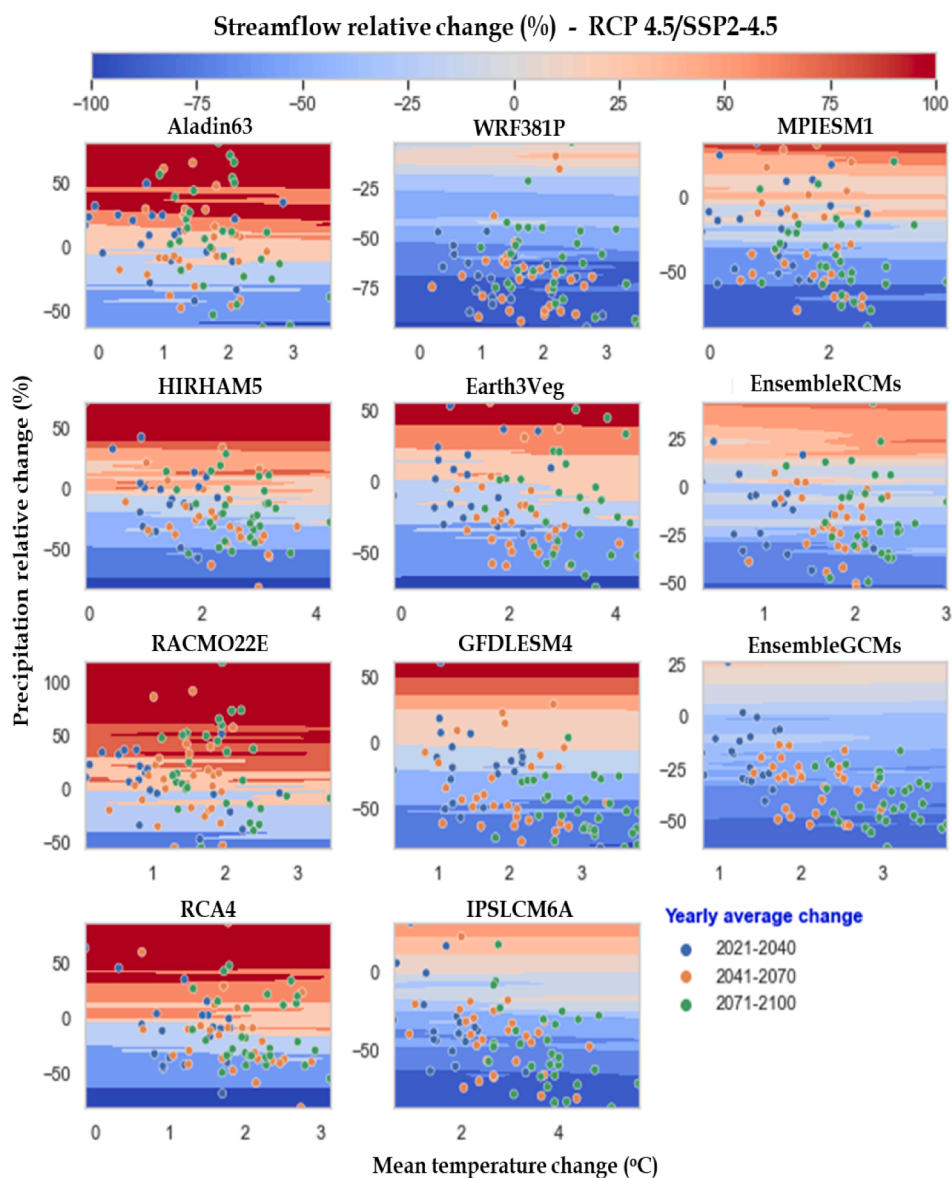 Streamflow relative change (%) - RCP 4.5/SSP2-4.5
−100 −75 −50 −25 0 25 50 75 100
Aladin63 WRF381P MPIESM1
50 0 −50
−25 −50 −75
0 −50
0 1 2 3
0 1 2 3
0 2
HIRHAM5 Earth3Veg EnsembleRCMs
50 0 −50
50 0 −50
25 0 −25 −50
0 2 4
0 2 4
1 2 3
RACMO22E GFDLESM4 EnsembleGCMs
100 50 0 −50
50 0 −50
25 0 −25 −50
1 2 3
1 2 3
1 2 3
RCA4 IPSLCM6A
50 0 −50
0 −50
0 1 2 3
2 4
Yearly average change
2021-2040
2041-2070
2071-2100
Precipitation relative change (%)
Mean temperature change (ºC)